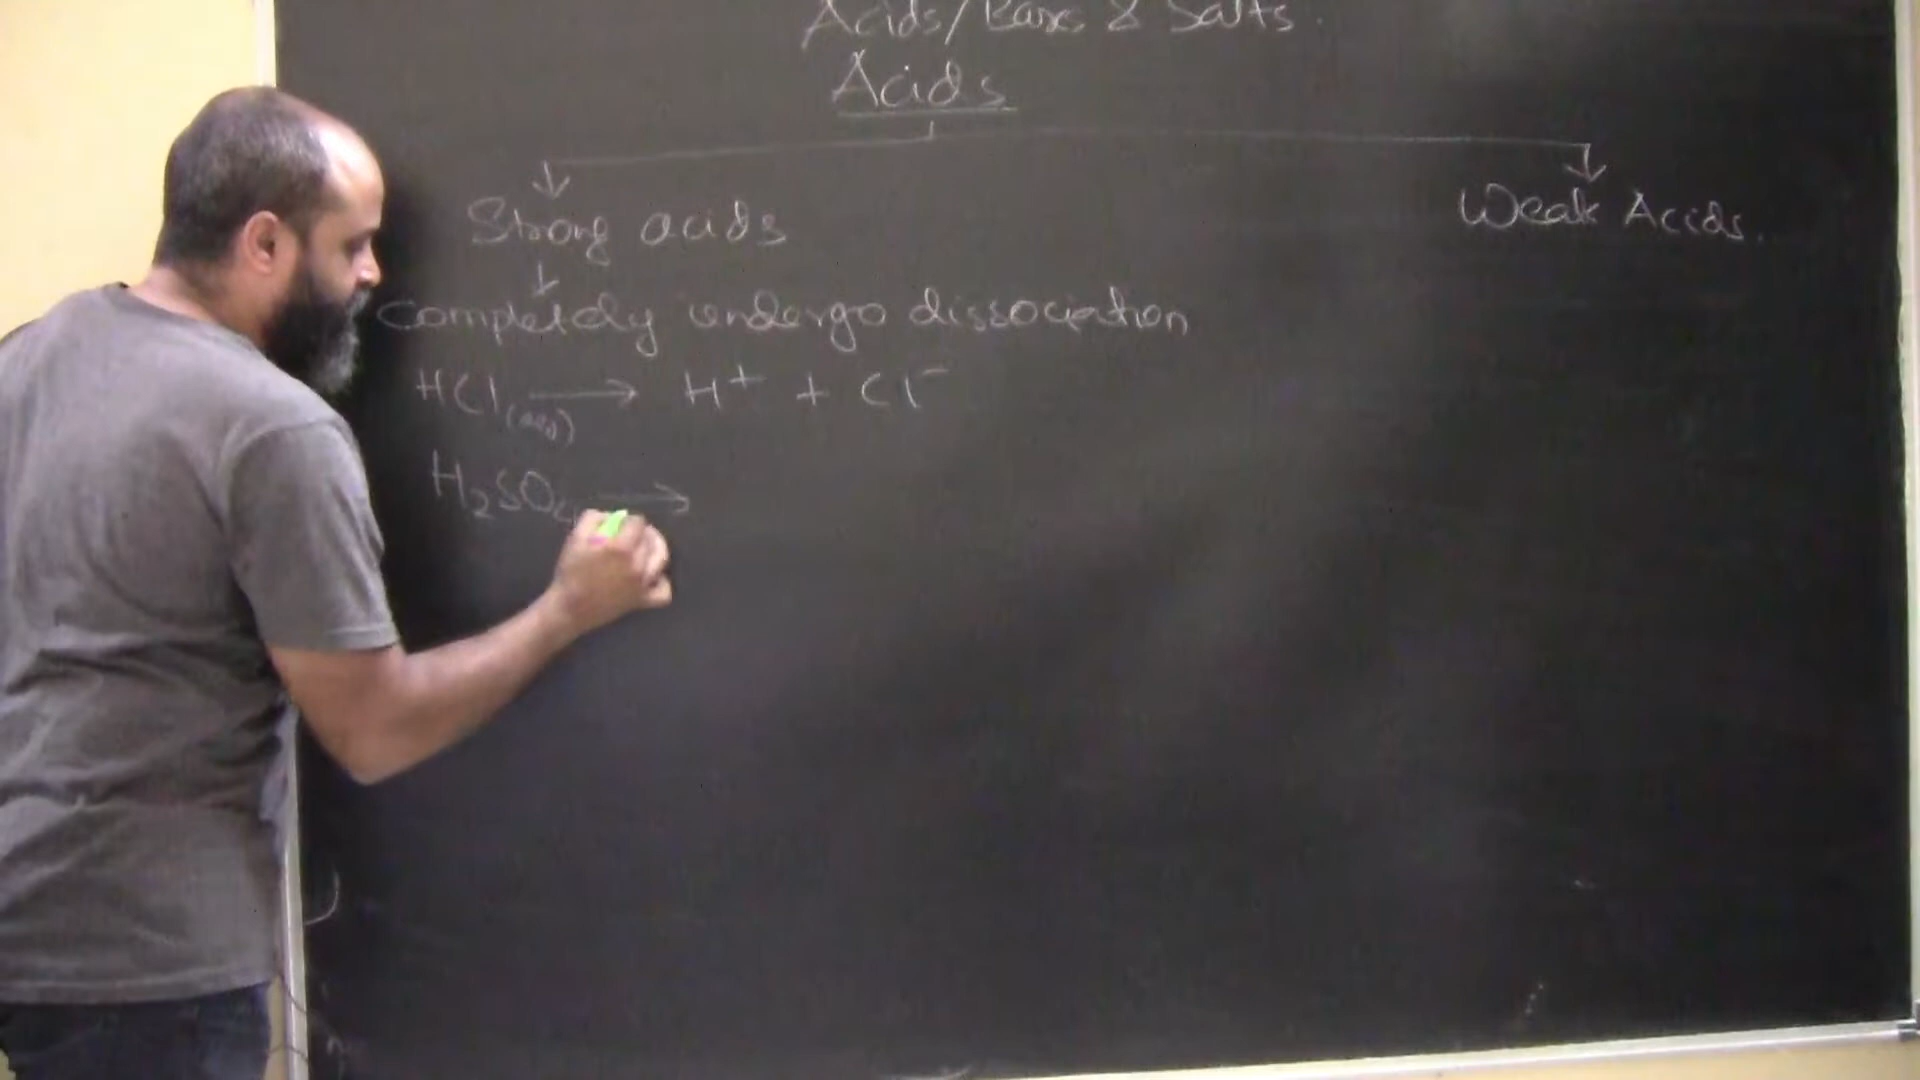 Acids/Bases & Salts.
Acids
Strong acids
Weak Acids.
Completely undergo dissociation
HCl(aq) → H⁺ + Cl⁻
H₂SO₄ →